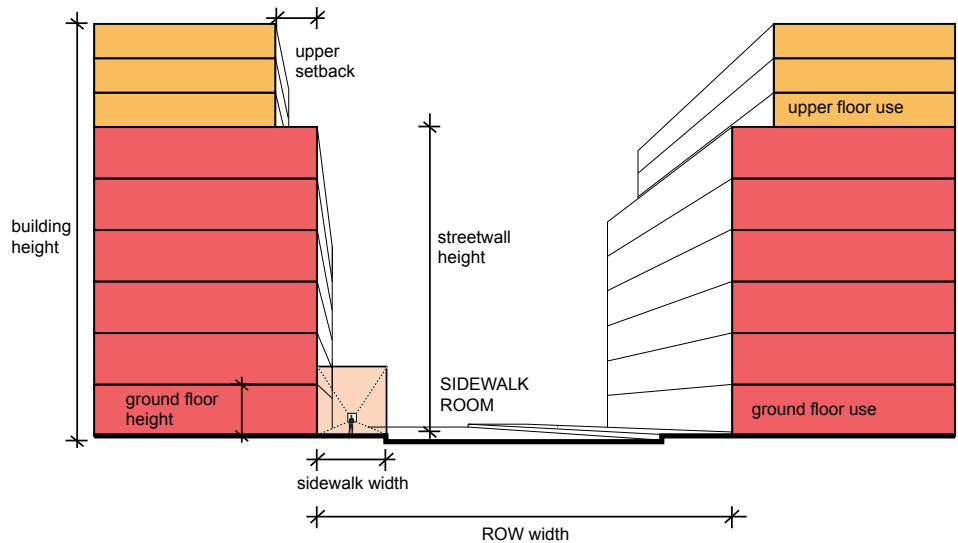 upper
setback
upper floor use
building
height
streetwall
height
SIDEWALK
ROOM
ground floor
height
ground floor use
sidewalk width
ROW width